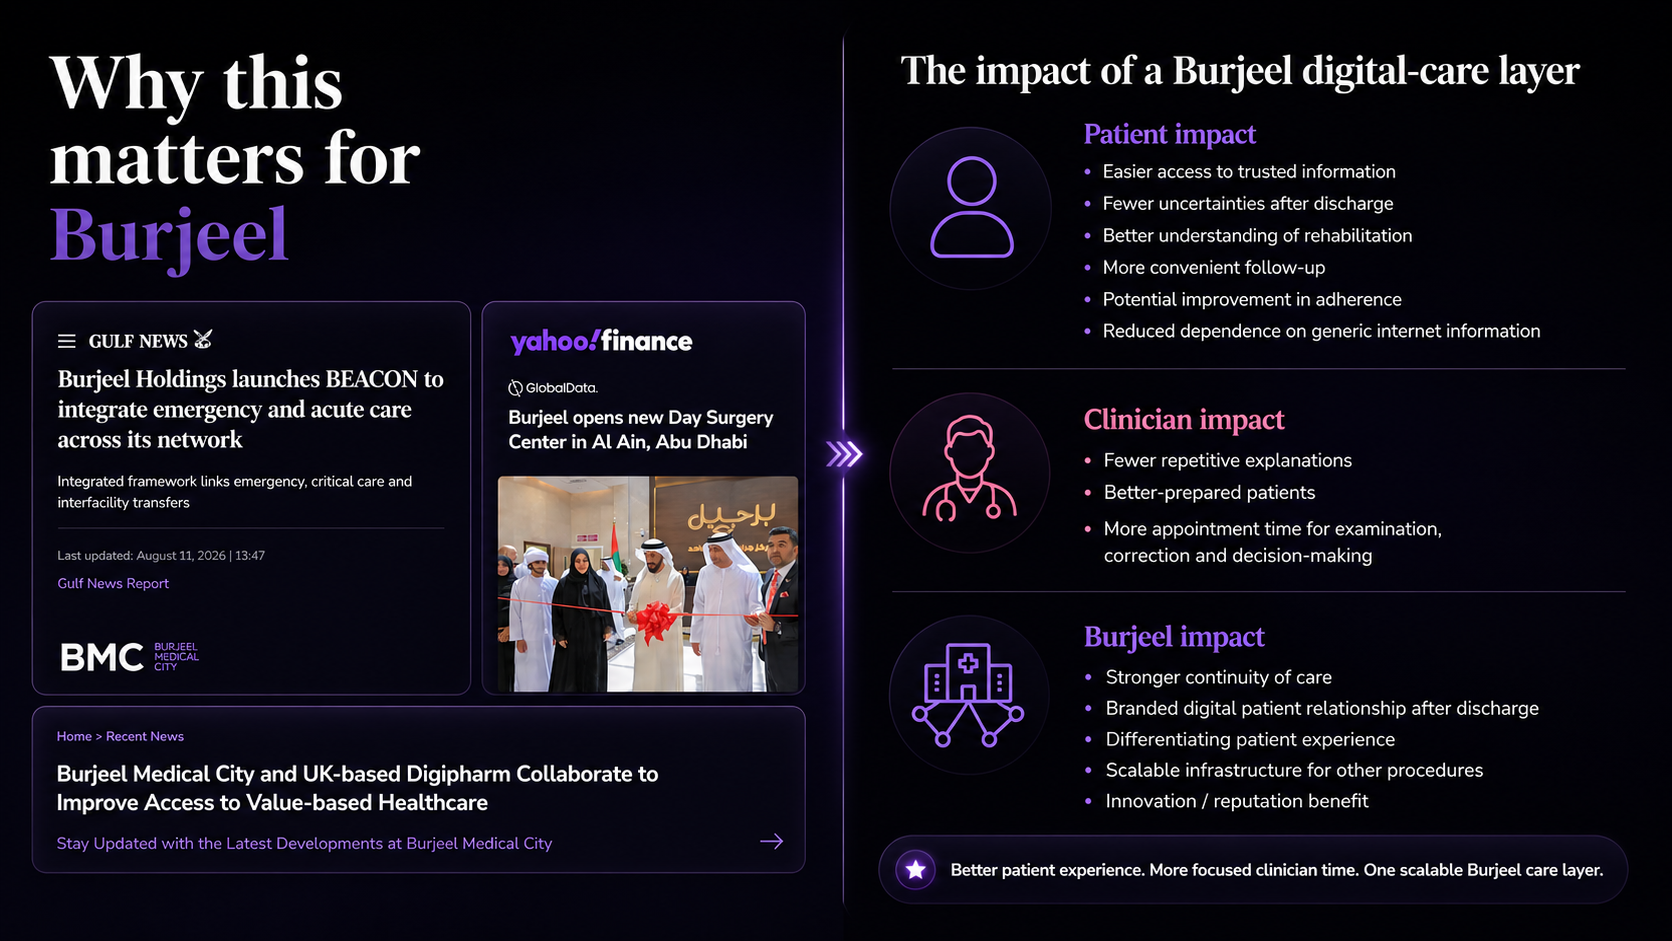 Why this
matters for
Burjeel
GULF NEWS
Burjeel Holdings launches BEACON to
integrate emergency and acute care
across its network
Integrated framework links emergency, critical care and
interfacility transfers
Last updated: August 11, 2026 | 13:47
Gulf News Report
BMC
BURJEEL
MEDICAL
CITY
yahoo!finance
GlobalData.
Burjeel opens new Day Surgery
Center in Al Ain, Abu Dhabi
برجيل
Home > Recent News
Burjeel Medical City and UK-based Digipharm Collaborate to
Improve Access to Value-based Healthcare
Stay Updated with the Latest Developments at Burjeel Medical City
The impact of a Burjeel digital-care layer
Patient impact
• Easier access to trusted information
• Fewer uncertainties after discharge
• Better understanding of rehabilitation
• More convenient follow-up
• Potential improvement in adherence
• Reduced dependence on generic internet information
Clinician impact
• Fewer repetitive explanations
• Better-prepared patients
• More appointment time for examination,
correction and decision-making
Burjeel impact
• Stronger continuity of care
• Branded digital patient relationship after discharge
• Differentiating patient experience
• Scalable infrastructure for other procedures
• Innovation / reputation benefit
Better patient experience. More focused clinician time. One scalable Burjeel care layer.